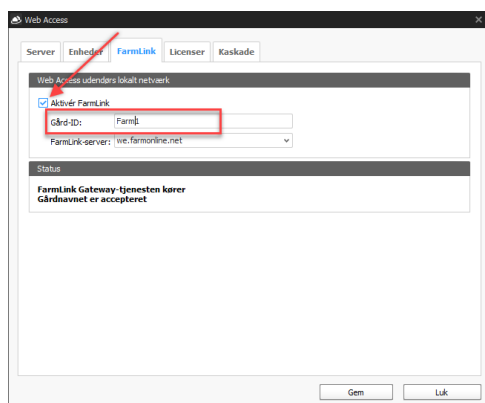 Web Access
Server Enheder FarmLink Licenser Kaskade
Web Access udendørs lokalt netværk
Aktivér FarmLink
Gård-ID: Farm1
FarmLink-server: we.farmonline.net
Status
FarmLink Gateway-tjenesten kører
Gårdnavnet er accepteret
Gem Luk